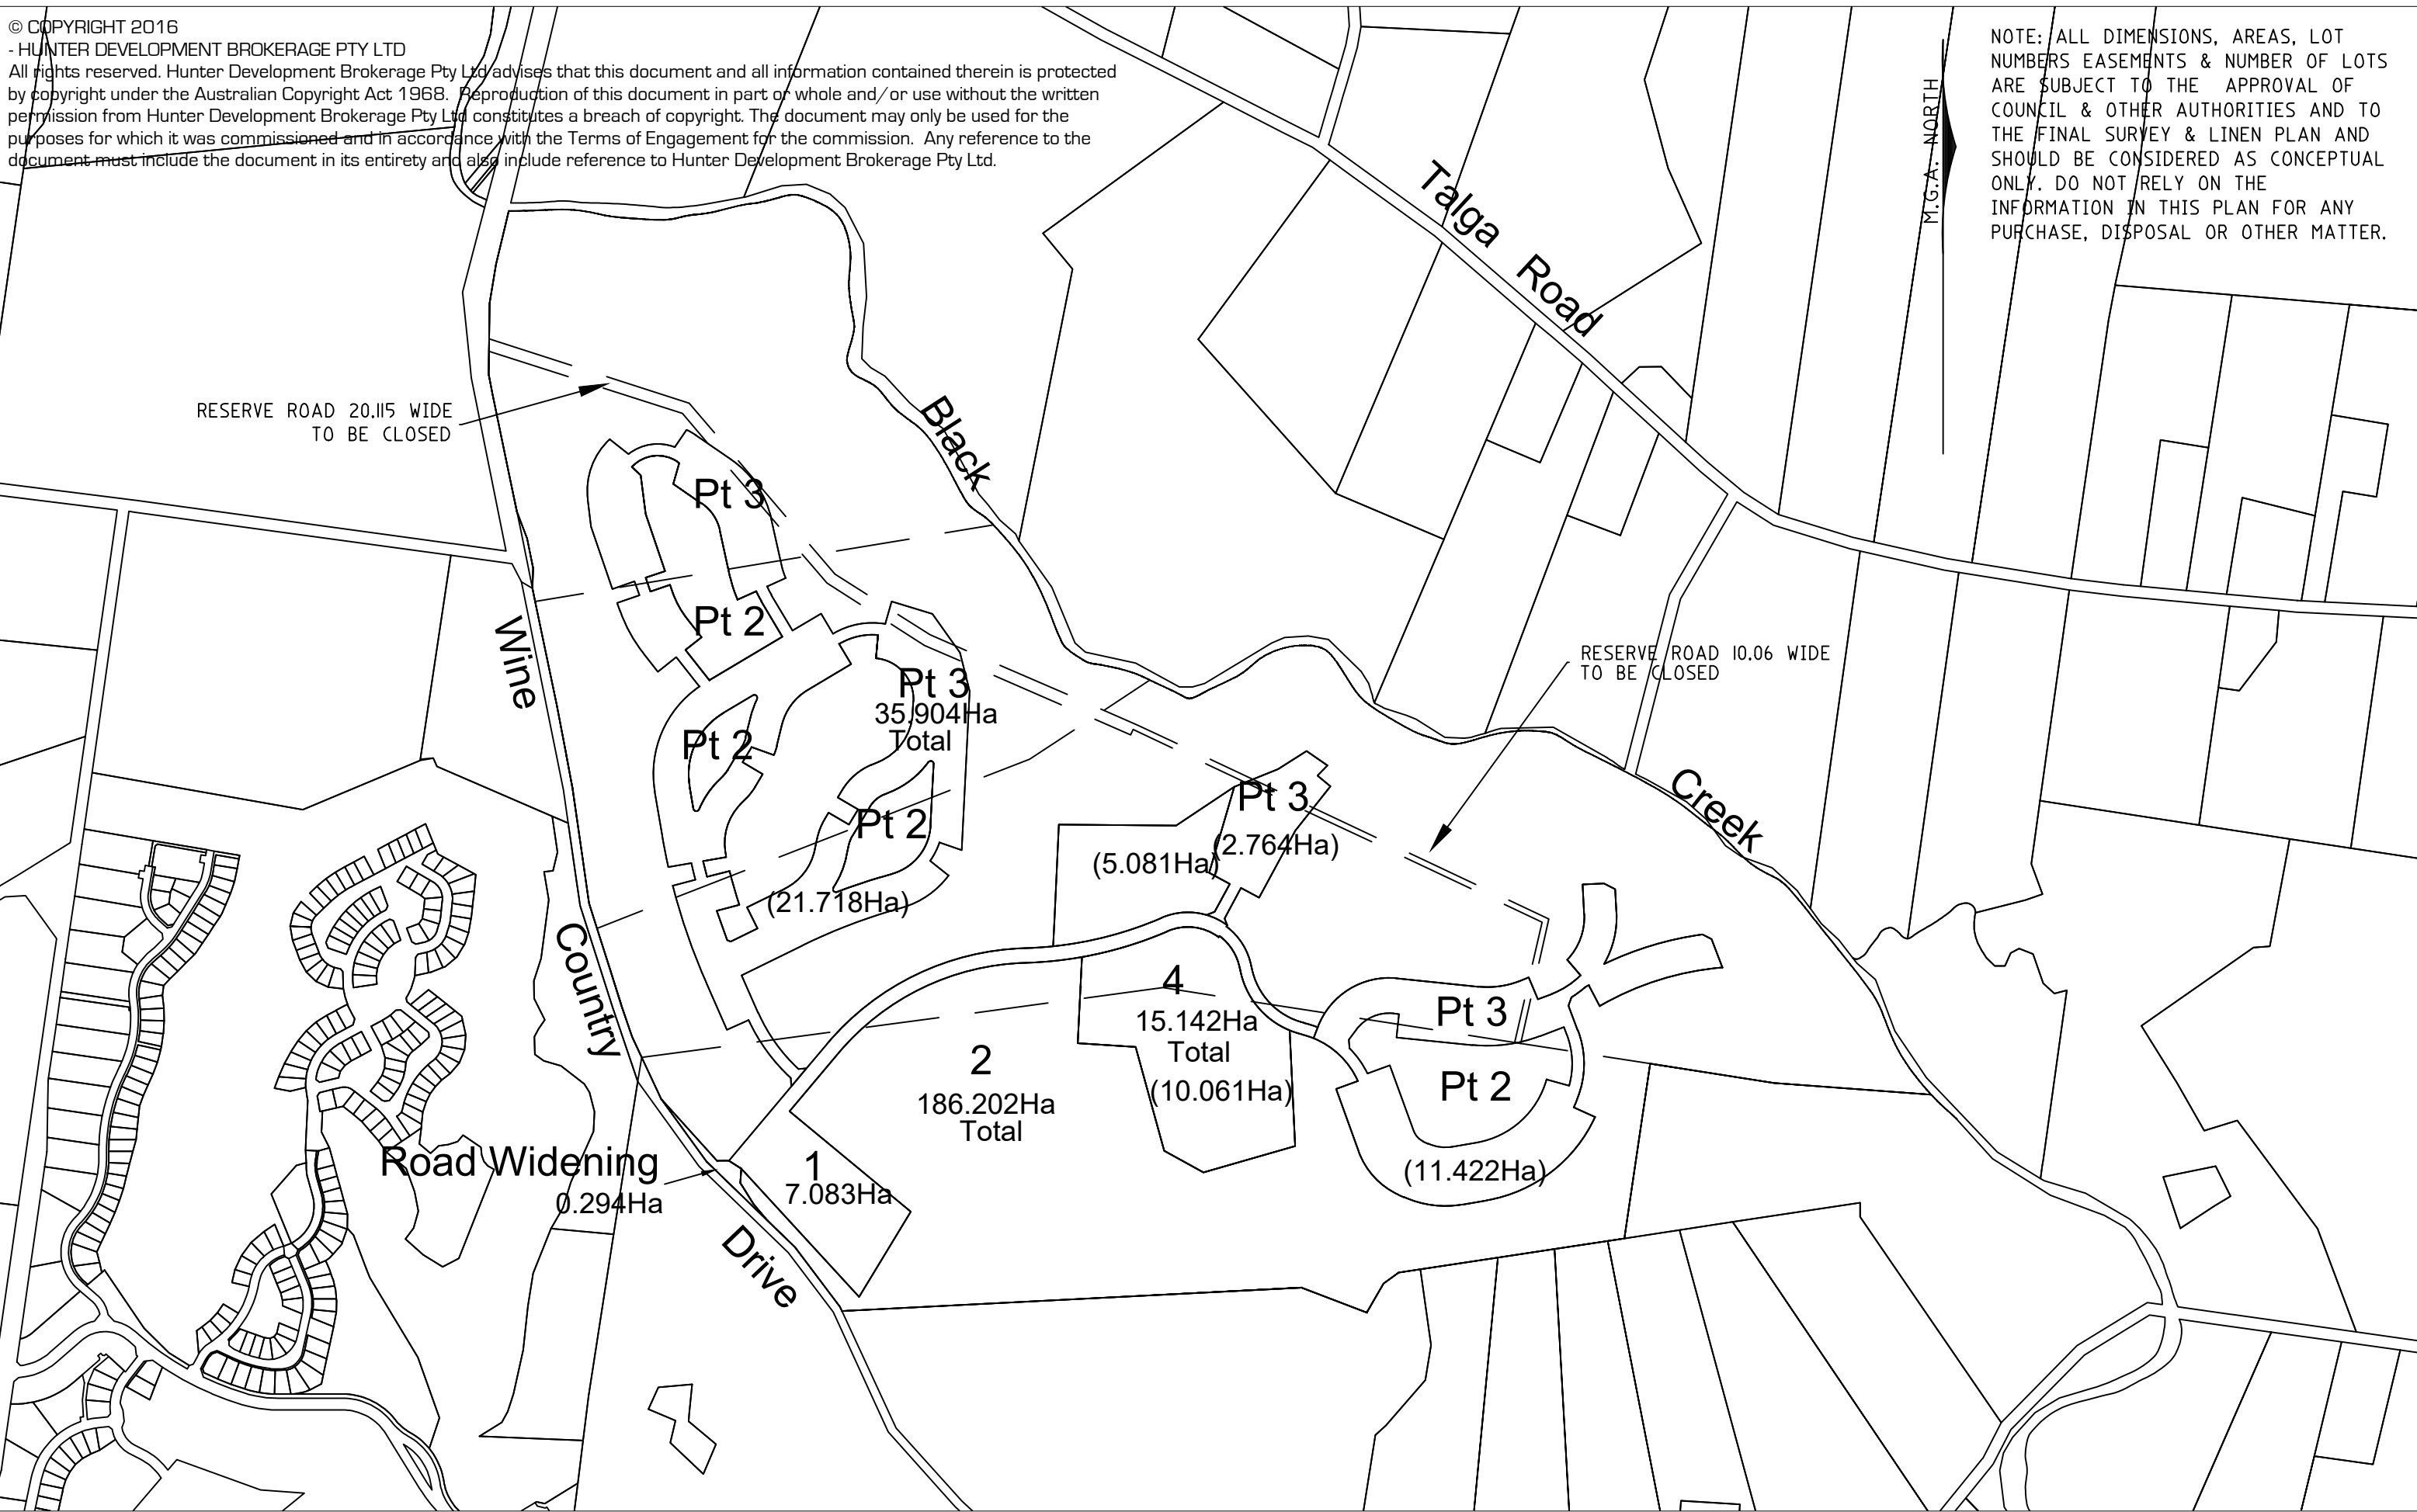 © COPYRIGHT 2016
- HUNTER DEVELOPMENT BROKERAGE PTY LTD
All rights reserved. Hunter Development Brokerage Pty Ltd advises that this document and all information contained therein is protected
by copyright under the Australian Copyright Act 1968. Reproduction of this document in part or whole and/or use without the written
permission from Hunter Development Brokerage Pty Ltd constitutes a breach of copyright. The document may only be used for the
purposes for which it was commissioned and in accordance with the Terms of Engagement for the commission. Any reference to the
document must include the document in its entirety and also include reference to Hunter Development Brokerage Pty Ltd.
NOTE: ALL DIMENSIONS, AREAS, LOT
NUMBERS EASEMENTS & NUMBER OF LOTS
ARE SUBJECT TO THE APPROVAL OF
COUNCIL & OTHER AUTHORITIES AND TO
THE FINAL SURVEY & LINEN PLAN AND
SHOULD BE CONSIDERED AS CONCEPTUAL
ONLY. DO NOT RELY ON THE
INFORMATION IN THIS PLAN FOR ANY
PURCHASE, DISPOSAL OR OTHER MATTER.
M.G.A. NORTH
Talga Road
RESERVE ROAD 20.115 WIDE
TO BE CLOSED
Black
Pt 3
Pt 2
Wine
RESERVE ROAD 10.06 WIDE
TO BE CLOSED
Pt 3
35.904Ha
Total
Pt 2
Pt 2
(21.718Ha)
Pt 3
(2.764Ha)
(5.081Ha)
Creek
Country
4
15.142Ha
Total
(10.061Ha)
Pt 3
Pt 2
(11.422Ha)
2
186.202Ha
Total
Road Widening
0.294Ha
1
7.083Ha
Drive